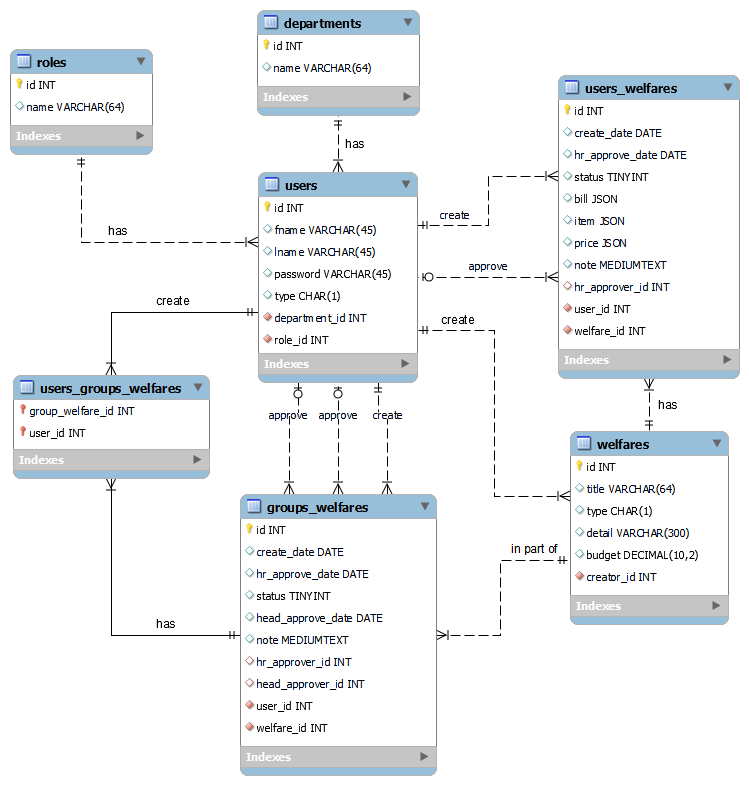 departments
id INT
name VARCHAR(64)
Indexes
roles
id INT
name VARCHAR(64)
Indexes
has
has
users
id INT
fname VARCHAR(45)
lname VARCHAR(45)
password VARCHAR(45)
type CHAR(1)
department_id INT
role_id INT
Indexes
users_welfares
id INT
create_date DATE
hr_approve_date DATE
status TINYINT
bill JSON
item JSON
price JSON
note MEDIUMTEXT
hr_approver_id INT
user_id INT
welfare_id INT
Indexes
create
approve
create
create
has
users_groups_welfares
group_welfare_id INT
user_id INT
Indexes
approve
approve
create
welfares
id INT
title VARCHAR(64)
type CHAR(1)
detail VARCHAR(300)
budget DECIMAL(10,2)
creator_id INT
Indexes
in part of
has
groups_welfares
id INT
create_date DATE
hr_approve_date DATE
status TINYINT
head_approve_date DATE
note MEDIUMTEXT
hr_approver_id INT
head_approver_id INT
user_id INT
welfare_id INT
Indexes